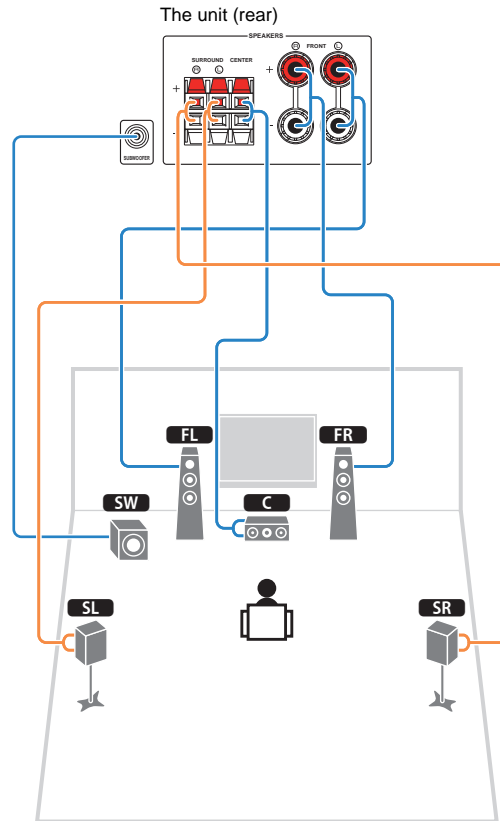 The unit (rear)
SPEAKERS
SURROUND CENTER
R L
R FRONT L
+
-
+
-
SUBWOOFER
FL
FR
SW
C
SL
SR